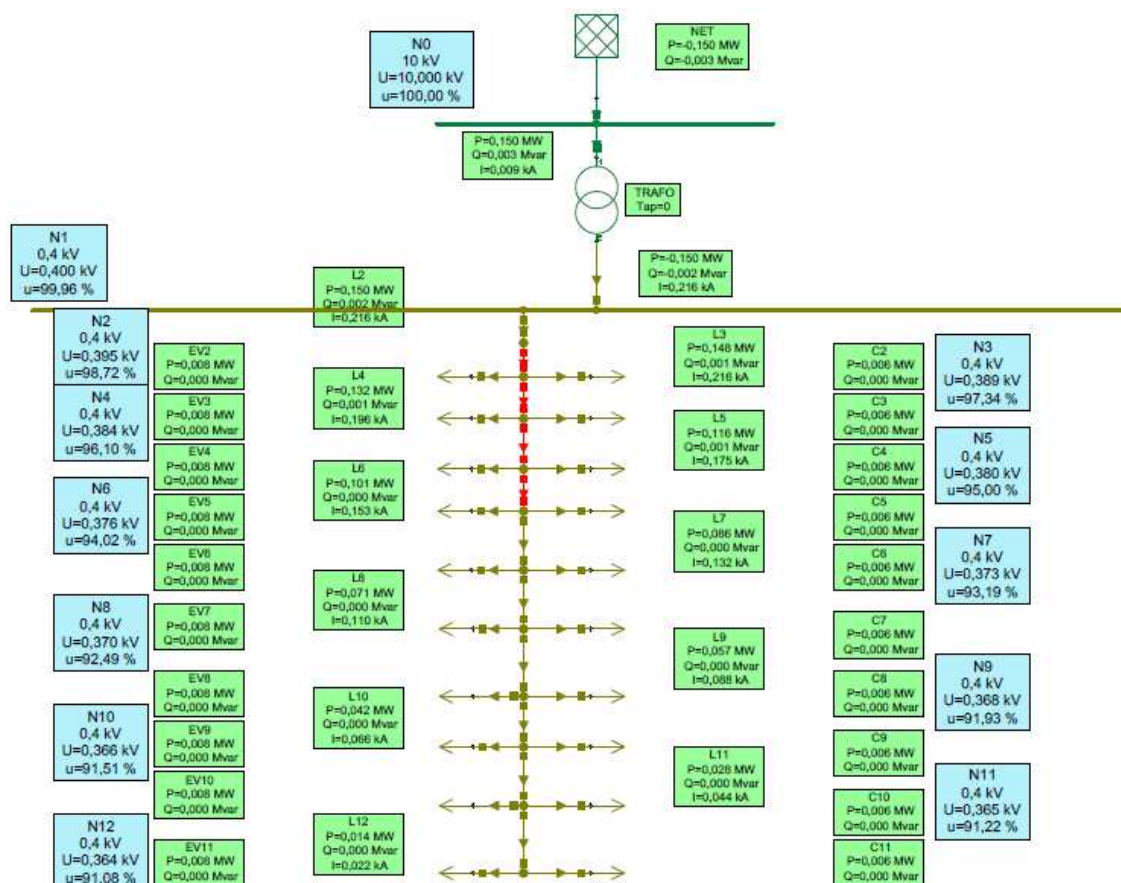 NET
P=-0,150 MW
Q=-0,003 Mvar
N0
10 kV
U=10,000 kV
u=100,00 %
P=0,150 MW
Q=0,003 Mvar
I=0,009 kA
TRAFO
Tap=0
N1
0,4 kV
U=0,400 kV
u=99,96 %
P=-0,150 MW
Q=-0,002 Mvar
I=0,216 kA
L2
P=0,150 MW
Q=0,002 Mvar
I=0,216 kA
N2
0,4 kV
U=0,395 kV
u=98,72 %
EV2
P=0,008 MW
Q=0,000 Mvar
L3
P=0,148 MW
Q=0,001 Mvar
I=0,216 kA
C2
P=0,006 MW
Q=0,000 Mvar
N3
0,4 kV
U=0,389 kV
u=97,34 %
N4
0,4 kV
U=0,384 kV
u=96,10 %
EV3
P=0,008 MW
Q=0,000 Mvar
L4
P=0,132 MW
Q=0,001 Mvar
I=0,196 kA
C3
P=0,006 MW
Q=0,000 Mvar
EV4
P=0,008 MW
Q=0,000 Mvar
L5
P=0,116 MW
Q=0,001 Mvar
I=0,175 kA
C4
P=0,006 MW
Q=0,000 Mvar
N5
0,4 kV
U=0,380 kV
u=95,00 %
N6
0,4 kV
U=0,376 kV
u=94,02 %
EV5
P=0,008 MW
Q=0,000 Mvar
L6
P=0,101 MW
Q=0,000 Mvar
I=0,153 kA
C5
P=0,006 MW
Q=0,000 Mvar
EV6
P=0,008 MW
Q=0,000 Mvar
L7
P=0,086 MW
Q=0,000 Mvar
I=0,132 kA
C6
P=0,006 MW
Q=0,000 Mvar
N7
0,4 kV
U=0,373 kV
u=93,19 %
N8
0,4 kV
U=0,370 kV
u=92,49 %
EV7
P=0,008 MW
Q=0,000 Mvar
L8
P=0,071 MW
Q=0,000 Mvar
I=0,110 kA
C7
P=0,006 MW
Q=0,000 Mvar
EV8
P=0,008 MW
Q=0,000 Mvar
L9
P=0,057 MW
Q=0,000 Mvar
I=0,088 kA
C8
P=0,006 MW
Q=0,000 Mvar
N9
0,4 kV
U=0,368 kV
u=91,93 %
N10
0,4 kV
U=0,366 kV
u=91,51 %
EV9
P=0,008 MW
Q=0,000 Mvar
L10
P=0,042 MW
Q=0,000 Mvar
I=0,066 kA
C9
P=0,006 MW
Q=0,000 Mvar
EV10
P=0,008 MW
Q=0,000 Mvar
L11
P=0,028 MW
Q=0,000 Mvar
I=0,044 kA
C10
P=0,006 MW
Q=0,000 Mvar
N11
0,4 kV
U=0,365 kV
u=91,22 %
N12
0,4 kV
U=0,364 kV
u=91,08 %
EV11
P=0,008 MW
Q=0,000 Mvar
L12
P=0,014 MW
Q=0,000 Mvar
I=0,022 kA
C11
P=0,006 MW
Q=0,000 Mvar